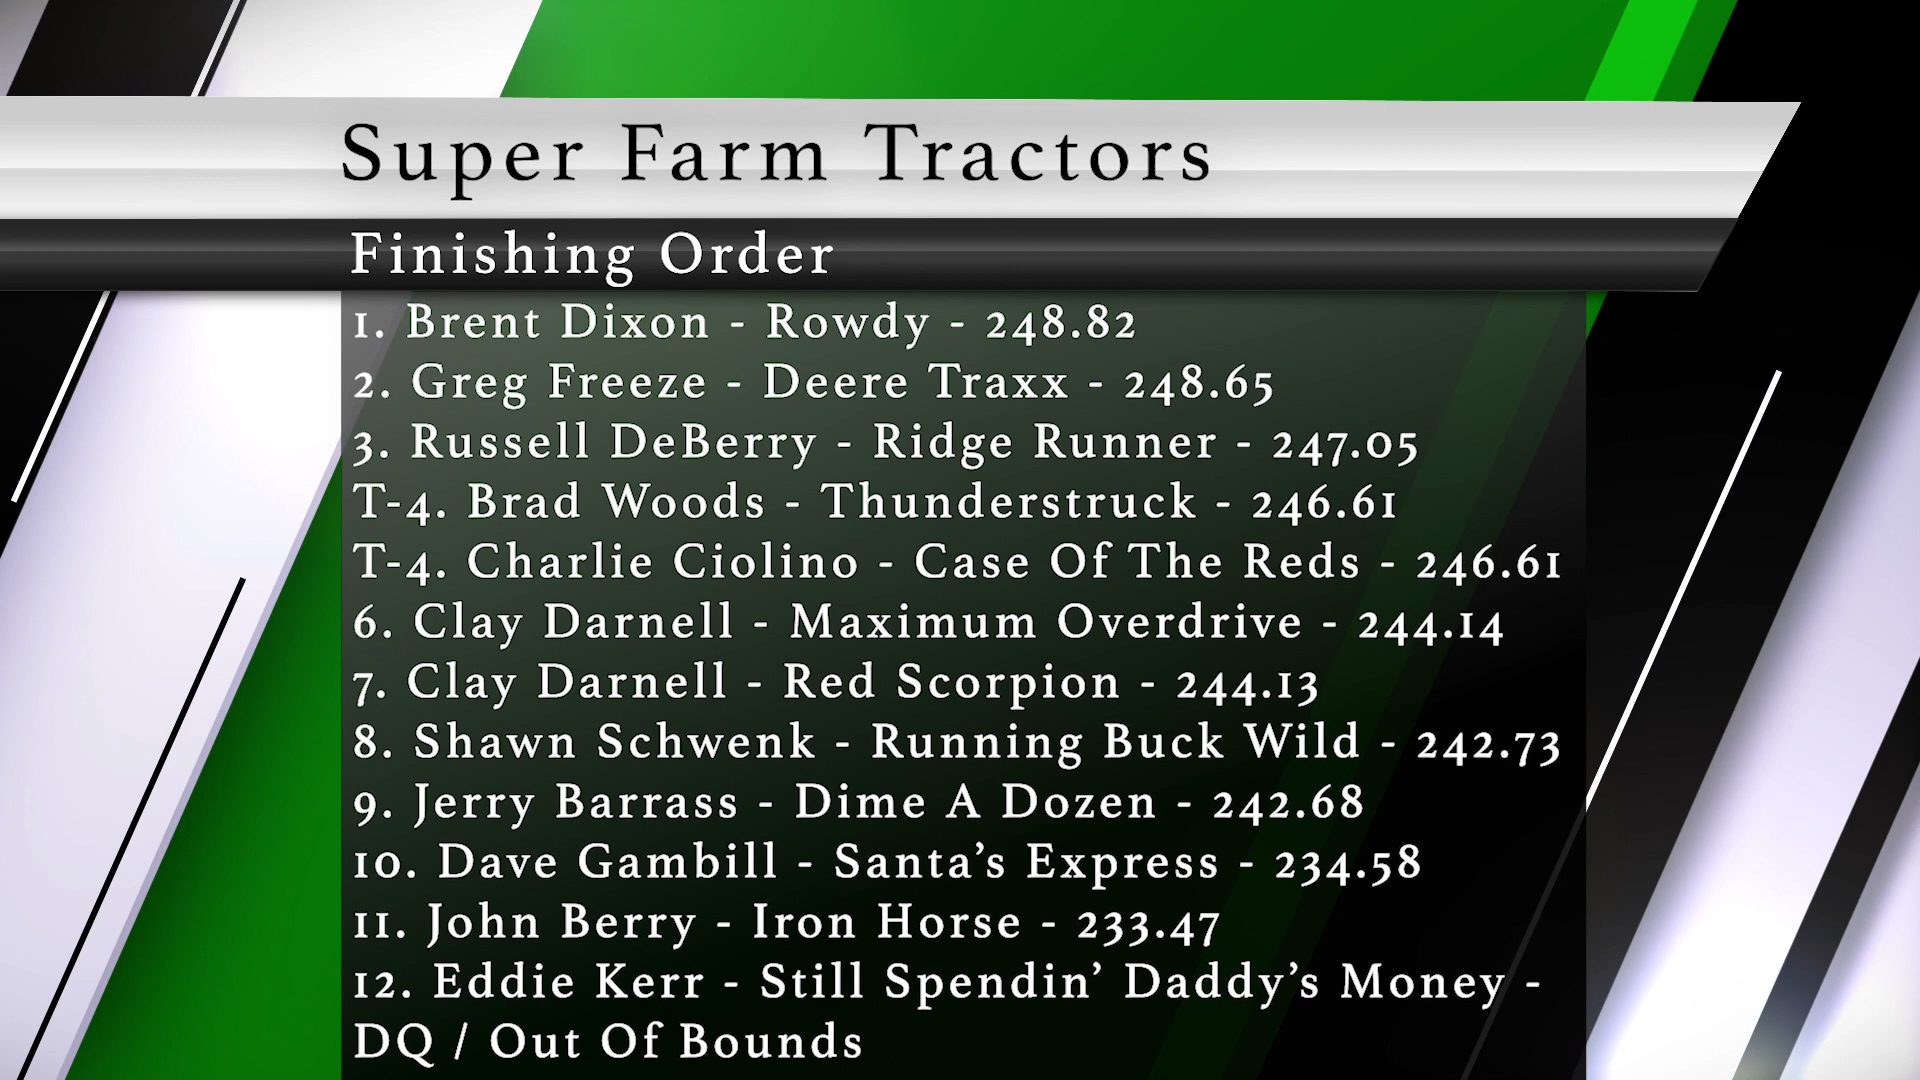 Super Farm Tractors
Finishing Order
1. Brent Dixon - Rowdy - 248.82
2. Greg Freeze - Deere Traxx - 248.65
3. Russell DeBerry - Ridge Runner - 247.05
T-4. Brad Woods - Thunderstruck - 246.61
T-4. Charlie Ciolino - Case Of The Reds - 246.61
6. Clay Darnell - Maximum Overdrive - 244.14
7. Clay Darnell - Red Scorpion - 244.13
8. Shawn Schwenk - Running Buck Wild - 242.73
9. Jerry Barrass - Dime A Dozen - 242.68
10. Dave Gambill - Santa’s Express - 234.58
11. John Berry - Iron Horse - 233.47
12. Eddie Kerr - Still Spendin’ Daddy’s Money -
DQ / Out Of Bounds